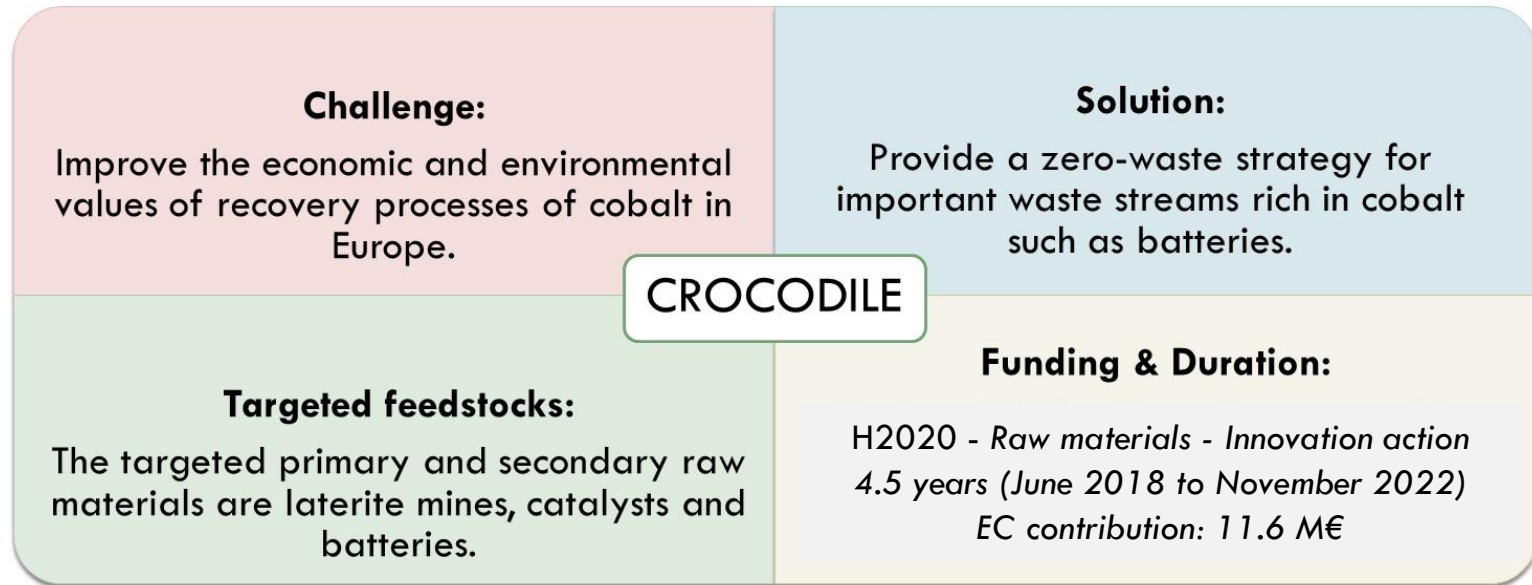 Challenge:
Improve the economic and environmental
values of recovery processes of cobalt in
Europe.
Solution:
Provide a zero-waste strategy for
important waste streams rich in cobalt
such as batteries.
CROCODILE
Targeted feedstocks:
The targeted primary and secondary raw
materials are laterite mines, catalysts and
batteries.
Funding & Duration:
H2020 - Raw materials - Innovation action
4.5 years (June 2018 to November 2022)
EC contribution: 11.6 M€